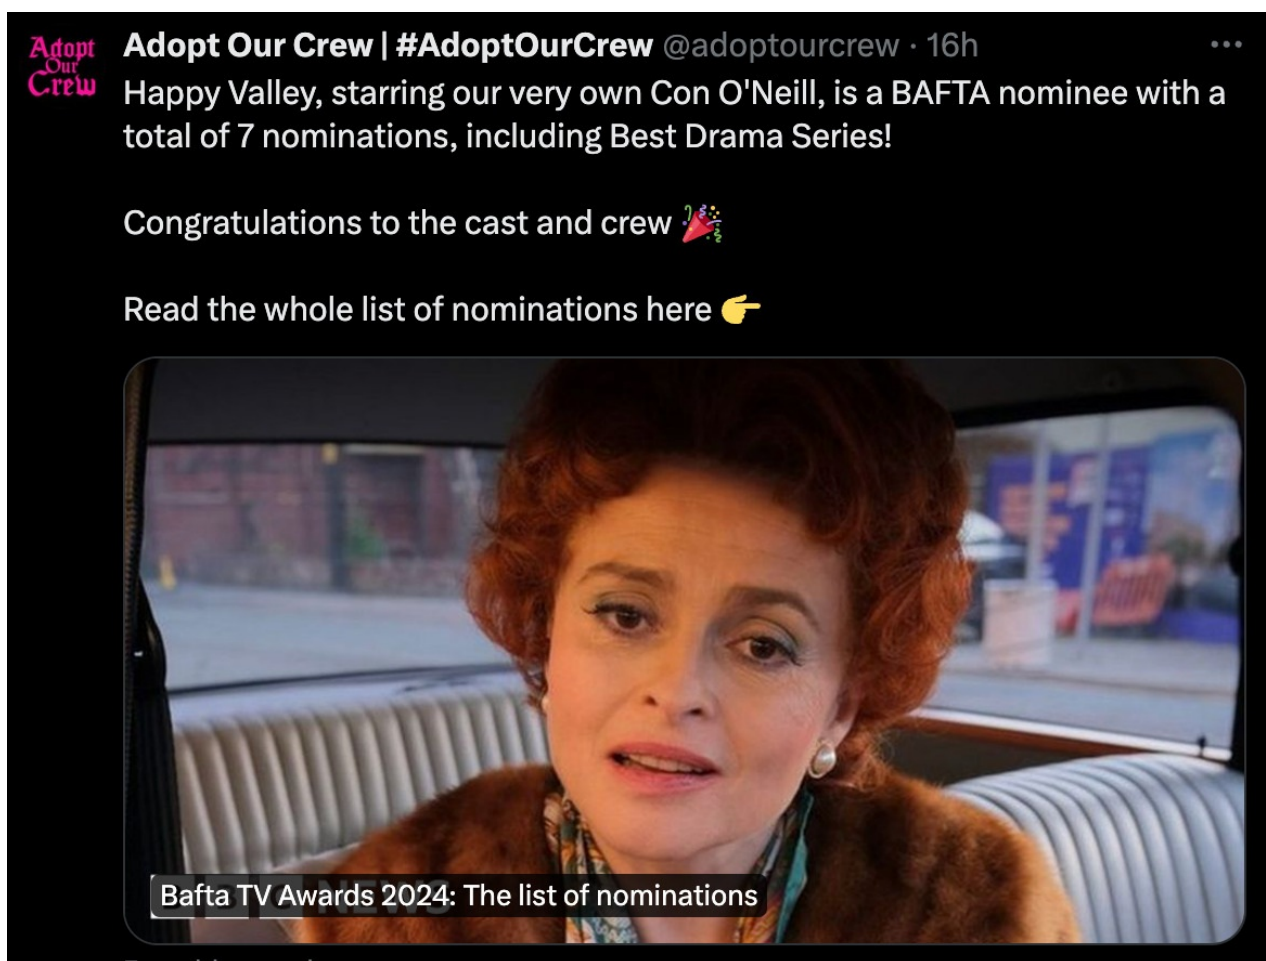 Adopt
Our
Crew
Adopt Our Crew | #AdoptOurCrew @adoptourcrew · 16h
Happy Valley, starring our very own Con O'Neill, is a BAFTA nominee with a
total of 7 nominations, including Best Drama Series!
Congratulations to the cast and crew 🎉
Read the whole list of nominations here 👉
Bafta TV Awards 2024: The list of nominations
NEWS